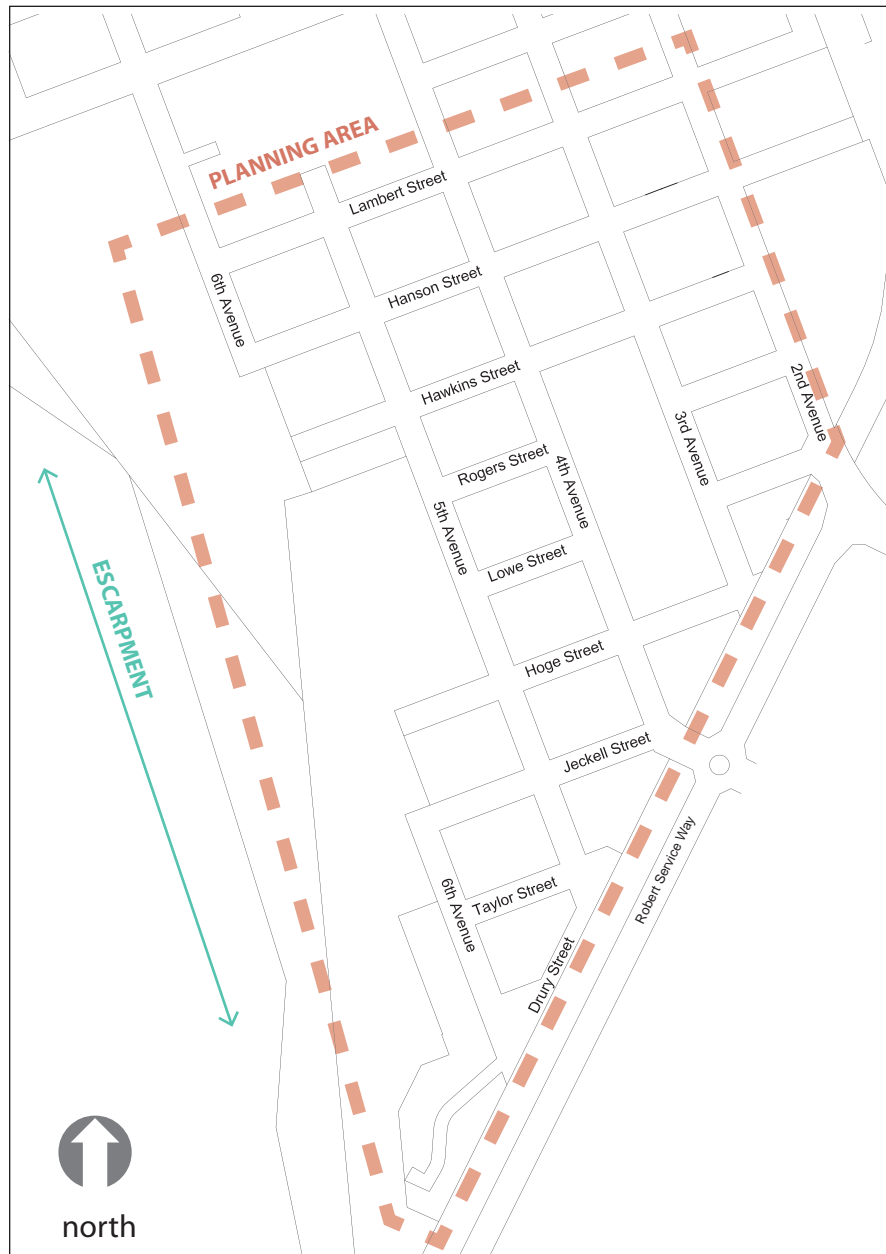 PLANNING AREA
Lambert Street
6th Avenue
Hanson Street
Hawkins Street
2nd Avenue
3rd Avenue
Rogers Street
4th Avenue
5th Avenue
Lowe Street
ESCARPMENT
Hoge Street
Jeckell Street
Robert Service Way
6th Avenue
Taylor Street
Drury Street
north